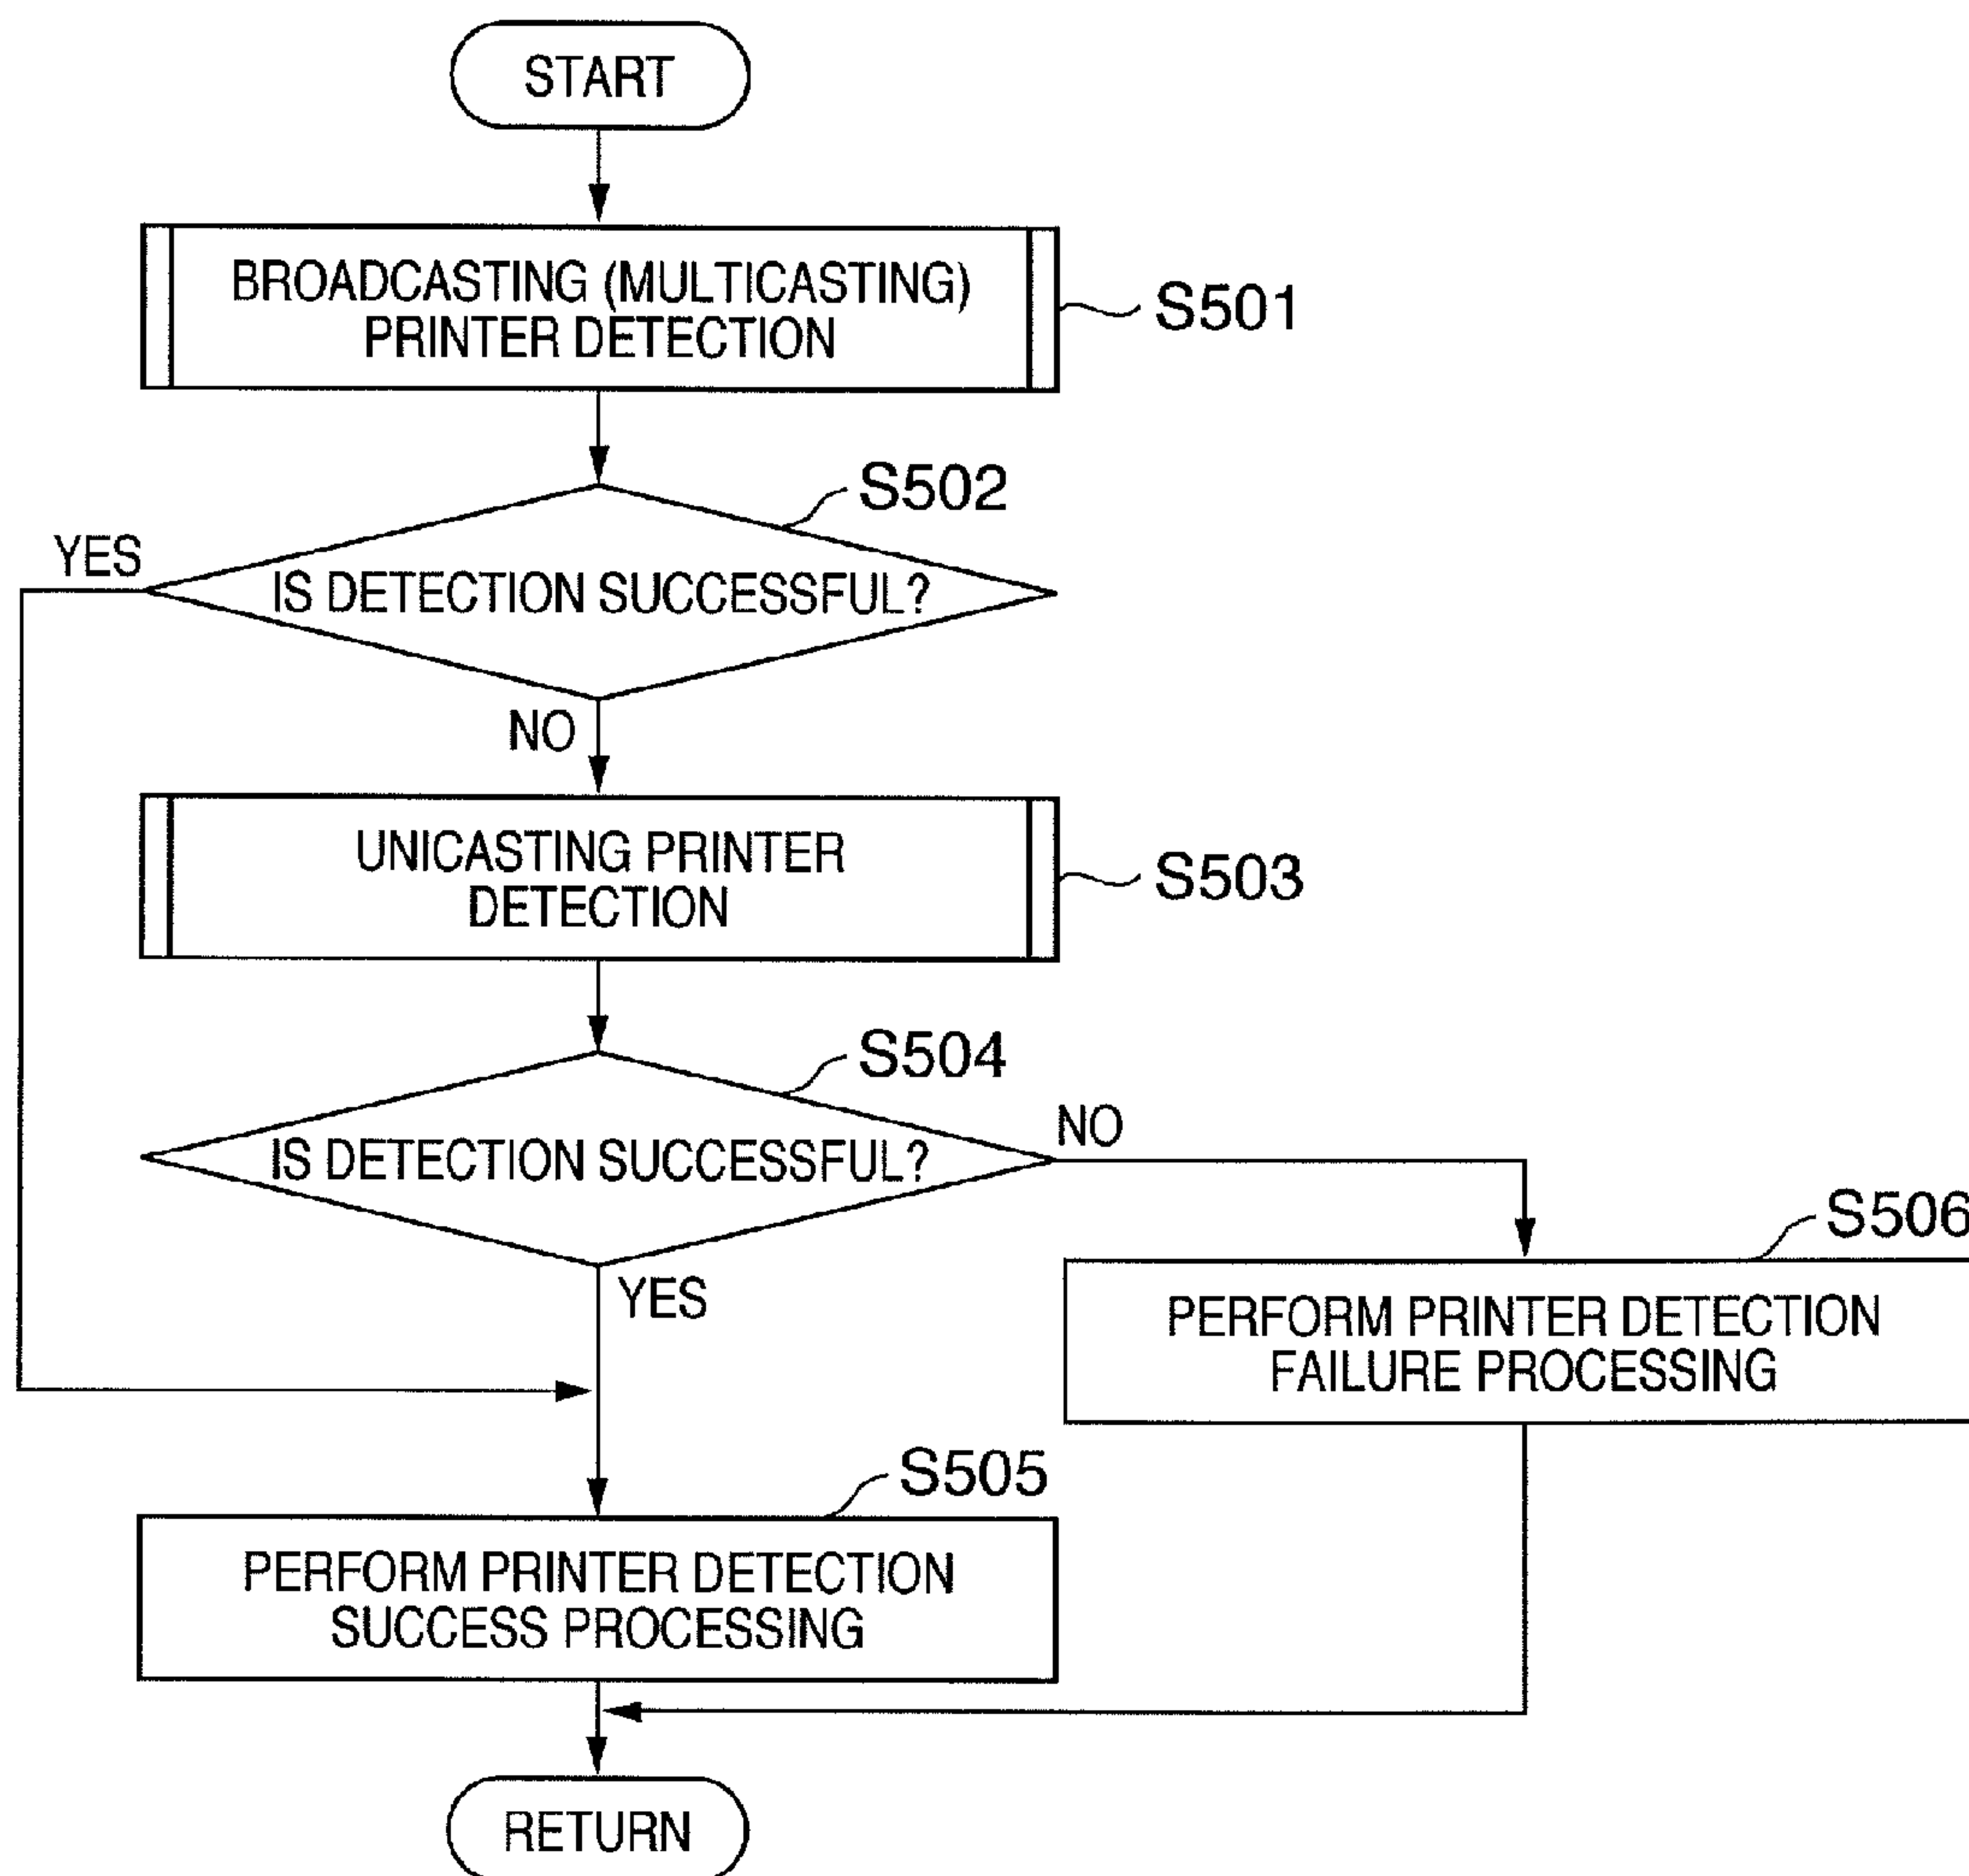 START
BROADCASTING (MULTICASTING)
PRINTER DETECTION
S501
S502
YES
IS DETECTION SUCCESSFUL?
NO
UNICASTING PRINTER
DETECTION
S503
S504
NO
IS DETECTION SUCCESSFUL?
YES
S506
PERFORM PRINTER DETECTION
FAILURE PROCESSING
S505
PERFORM PRINTER DETECTION
SUCCESS PROCESSING
RETURN